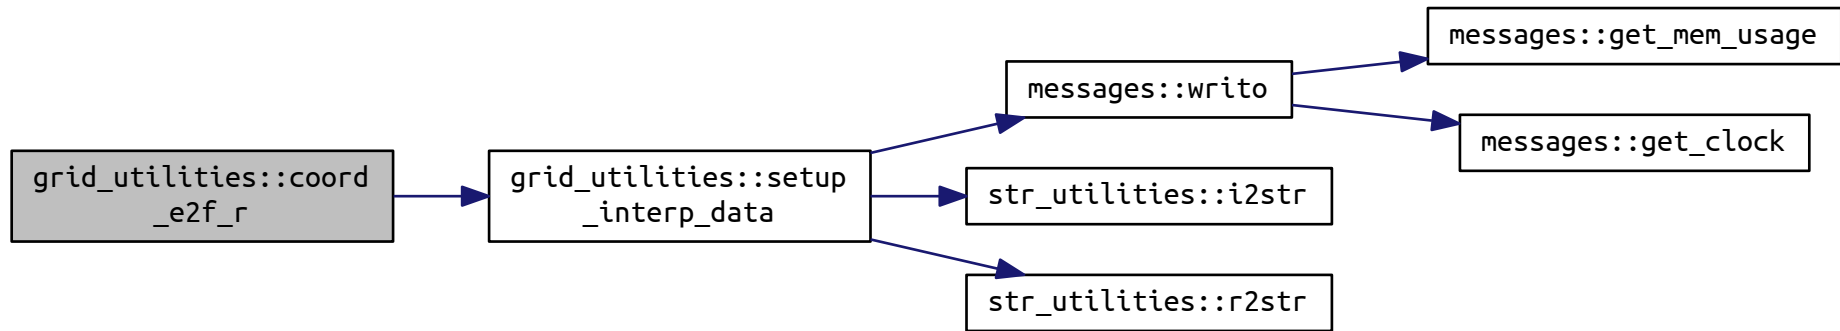 grid_utilities::coord
_e2f_r
grid_utilities::setup
_interp_data
messages::writo
str_utilities::i2str
str_utilities::r2str
messages::get_mem_usage
messages::get_clock